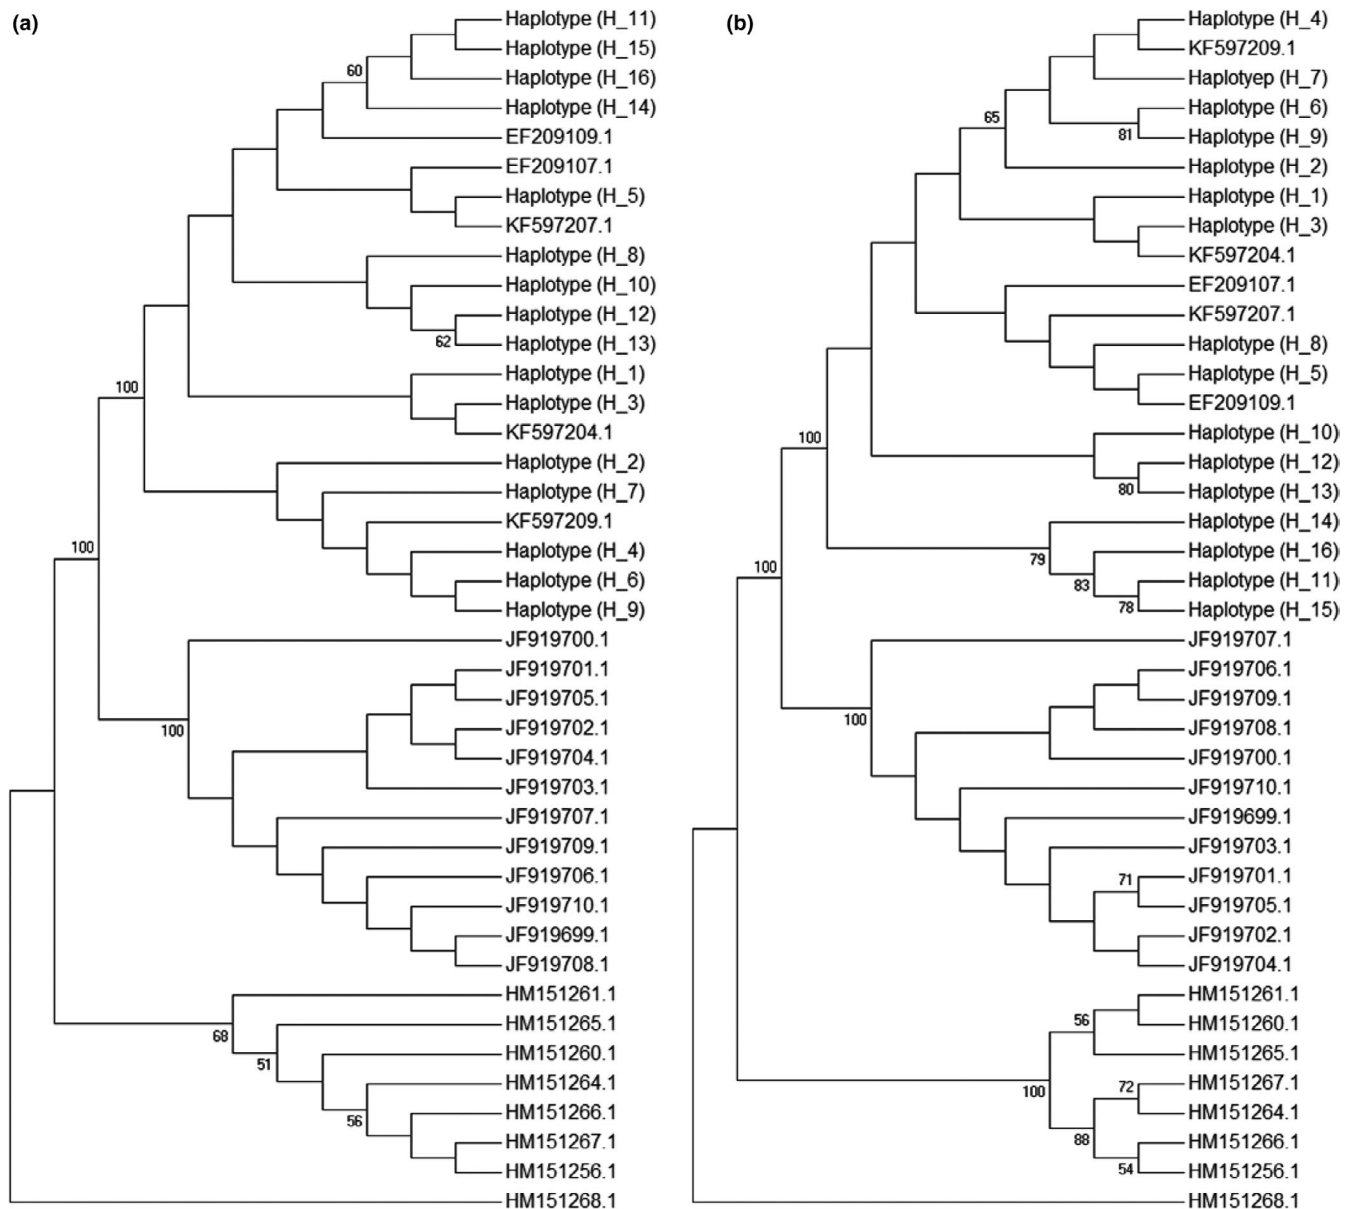 (a)
Haplotype (H_11)
Haplotype (H_15)
60
Haplotype (H_16)
Haplotype (H_14)
EF209109.1
EF209107.1
Haplotype (H_5)
KF597207.1
Haplotype (H_8)
Haplotype (H_10)
Haplotype (H_12)
62
Haplotype (H_13)
Haplotype (H_1)
100
Haplotype (H_3)
KF597204.1
Haplotype (H_2)
Haplotype (H_7)
KF597209.1
100
Haplotype (H_4)
Haplotype (H_6)
Haplotype (H_9)
JF919700.1
JF919701.1
JF919705.1
100
JF919702.1
JF919704.1
JF919703.1
JF919707.1
JF919709.1
JF919706.1
JF919710.1
JF919699.1
JF919708.1
HM151261.1
68
HM151265.1
51
HM151260.1
HM151264.1
56
HM151266.1
HM151267.1
HM151256.1
HM151268.1
(b)
Haplotype (H_4)
KF597209.1
Haplotyep (H_7)
65
Haplotype (H_6)
81
Haplotype (H_9)
Haplotype (H_2)
Haplotype (H_1)
Haplotype (H_3)
KF597204.1
EF209107.1
KF597207.1
Haplotype (H_8)
Haplotype (H_5)
EF209109.1
100
Haplotype (H_10)
Haplotype (H_12)
80
Haplotype (H_13)
Haplotype (H_14)
79
Haplotype (H_16)
100
83
Haplotype (H_11)
78
Haplotype (H_15)
JF919707.1
JF919706.1
JF919709.1
100
JF919708.1
JF919700.1
JF919710.1
JF919699.1
JF919703.1
71
JF919701.1
JF919705.1
JF919702.1
JF919704.1
HM151261.1
56
HM151260.1
HM151265.1
100
72
HM151267.1
HM151264.1
88
HM151266.1
54
HM151256.1
HM151268.1